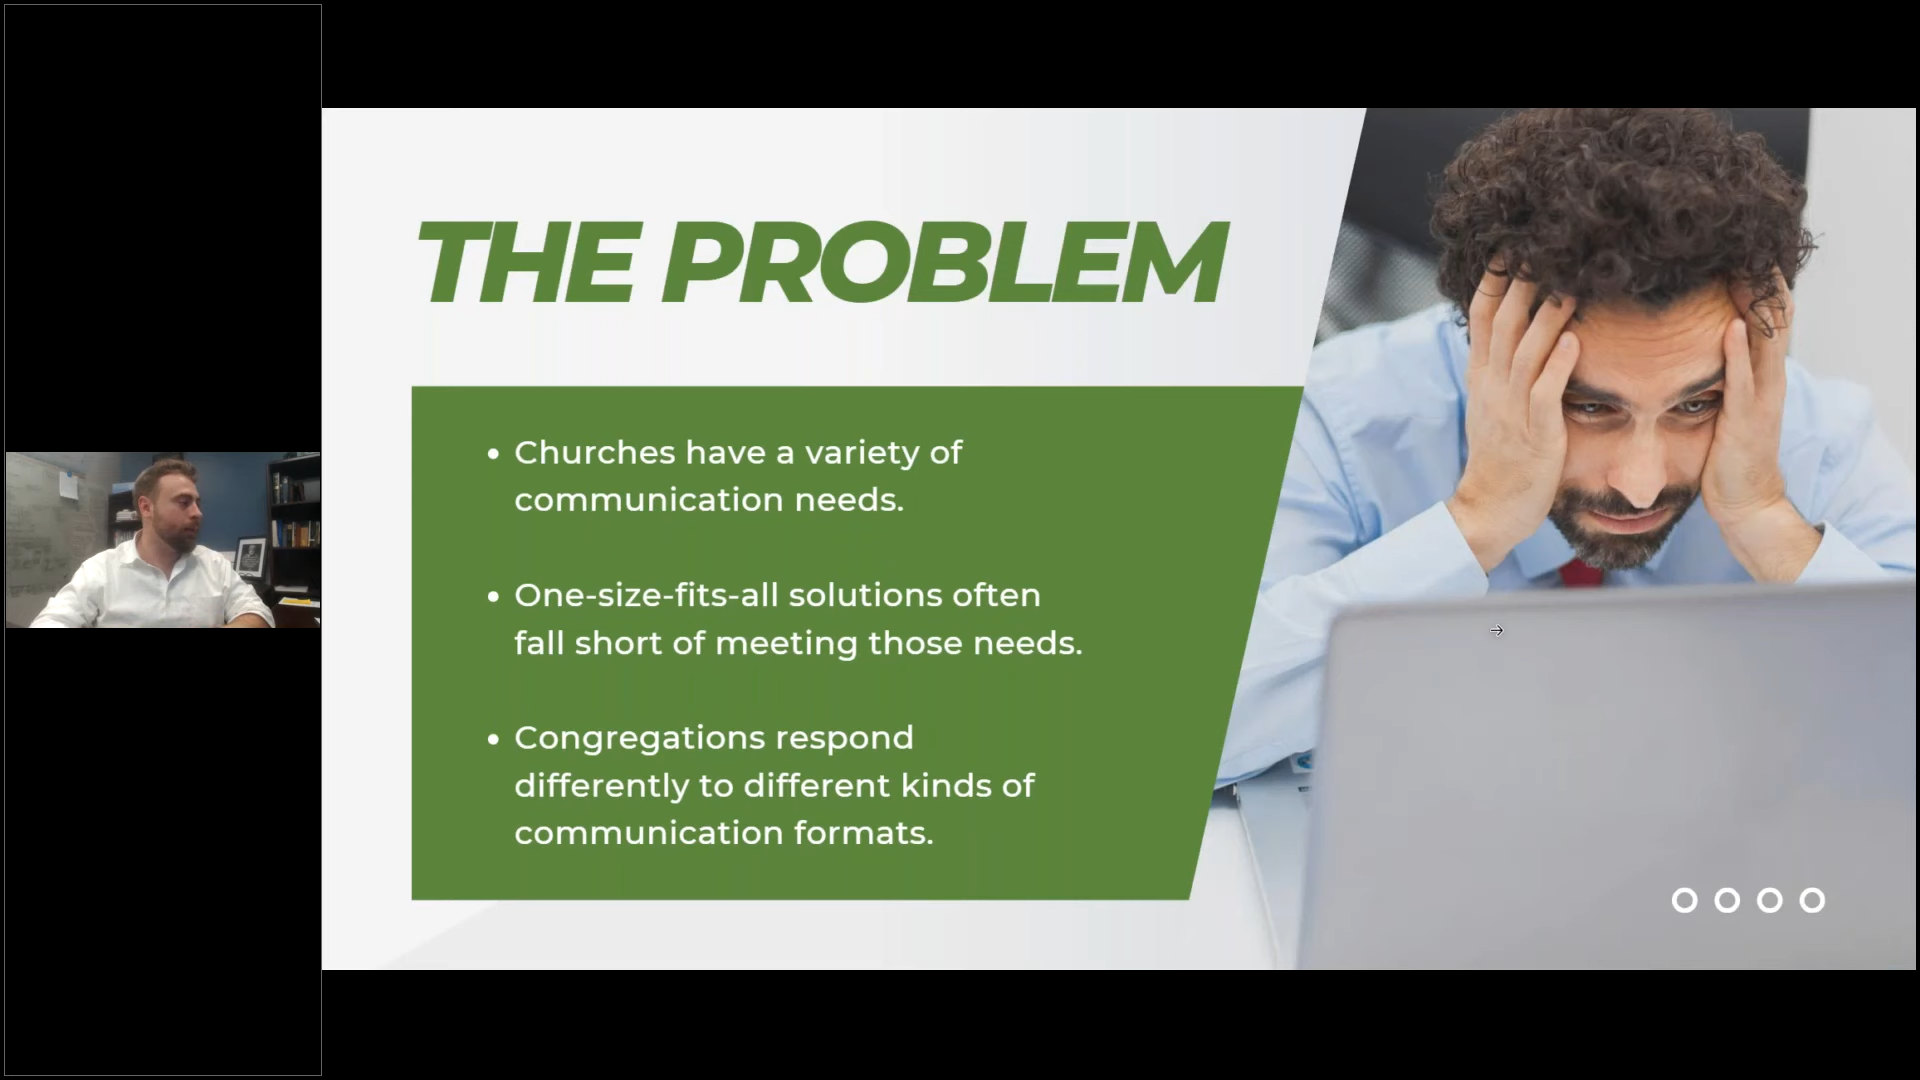 THE PROBLEM
• Churches have a variety of
communication needs.
• One-size-fits-all solutions often
fall short of meeting those needs.
• Congregations respond
differently to different kinds of
communication formats.